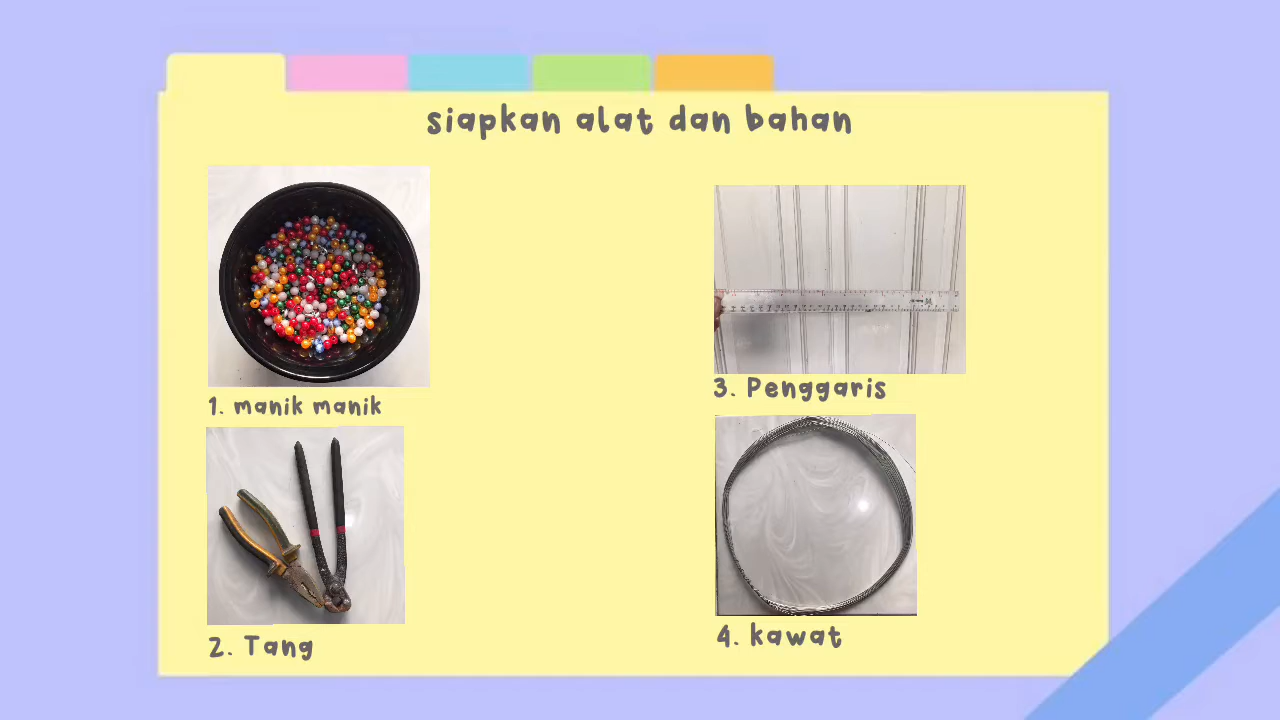 siapkan alat dan bahan
1. manik manik
2. Tang
3. Penggaris
4. kawat